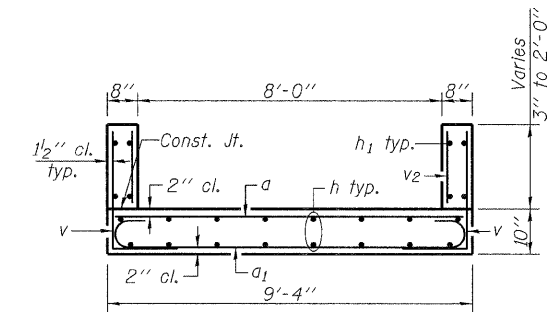 8" 8'-0" 8"
Varies
3" to 2'-0"
1½" cl.
typ.
Const. Jt.
h₁ typ.
2" cl.
a
h typ.
v₂
v
v
10"
2" cl.
a₁
9'-4"